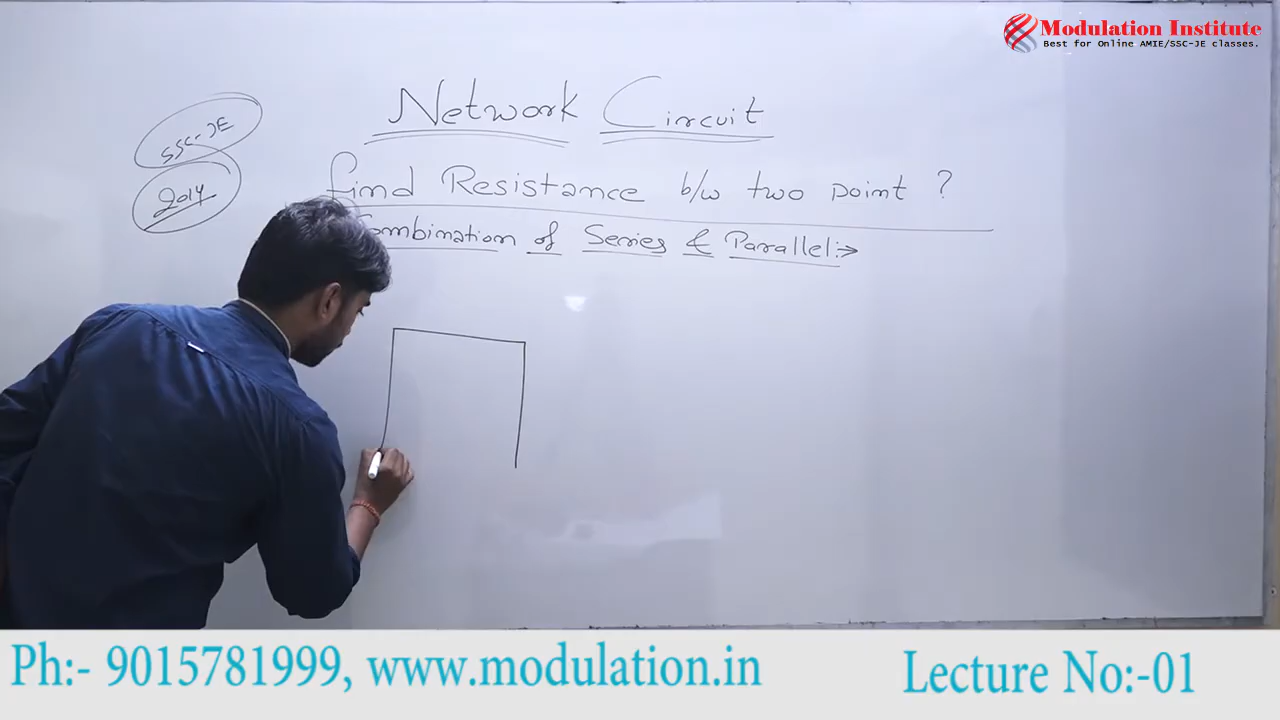 Modulation Institute
Best for Online AMIE/SSC-JE classes.
Network Circuit
SSC-JE
2014
find Resistance b/w two point ?
Combination of Series & Parallel:→
Ph:- 9015781999, www.modulation.in
Lecture No:-01